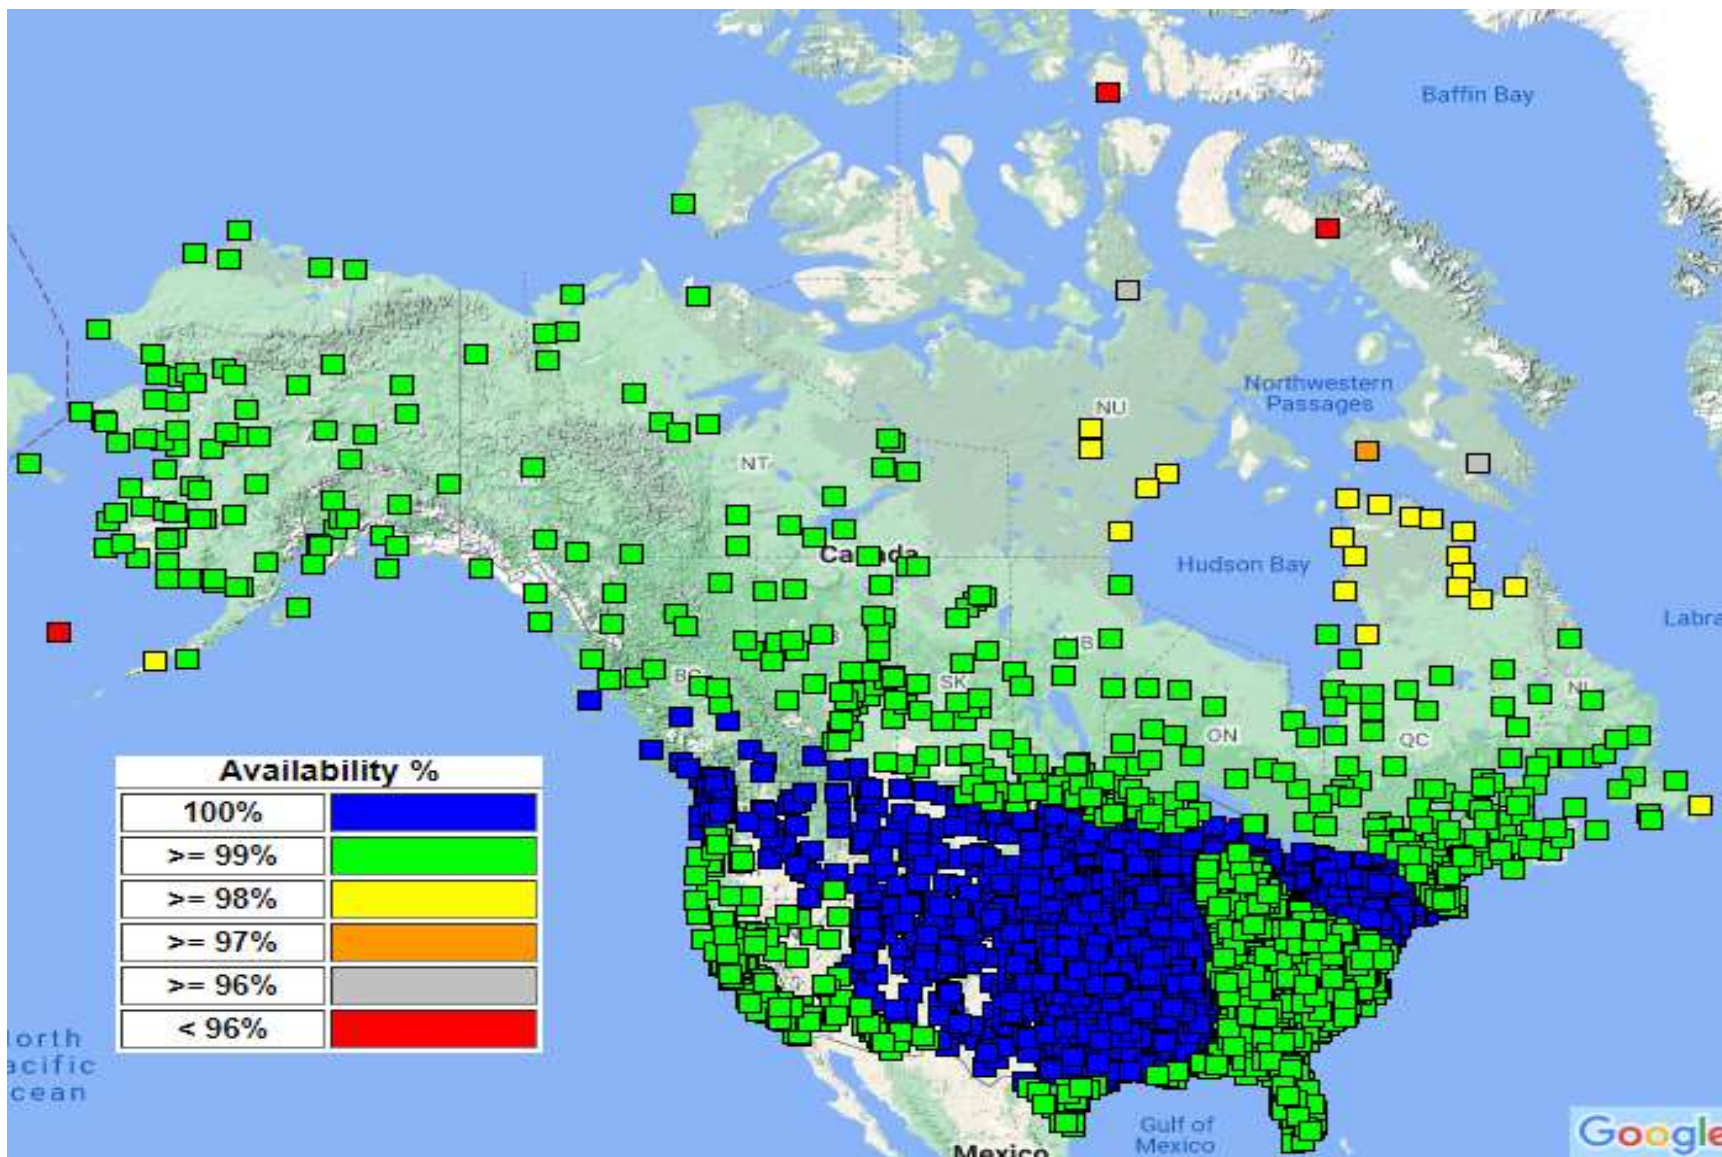 Baffin Bay
Northwestern
Passages
NU
NT
Canada
Hudson Bay
Labra
BC
SK
MB
NL
ON
QC
Availability %
100%
>= 99%
>= 98%
>= 97%
>= 96%
< 96%
orth
acific
cean
Gulf of
Mexico
Mexico
Google